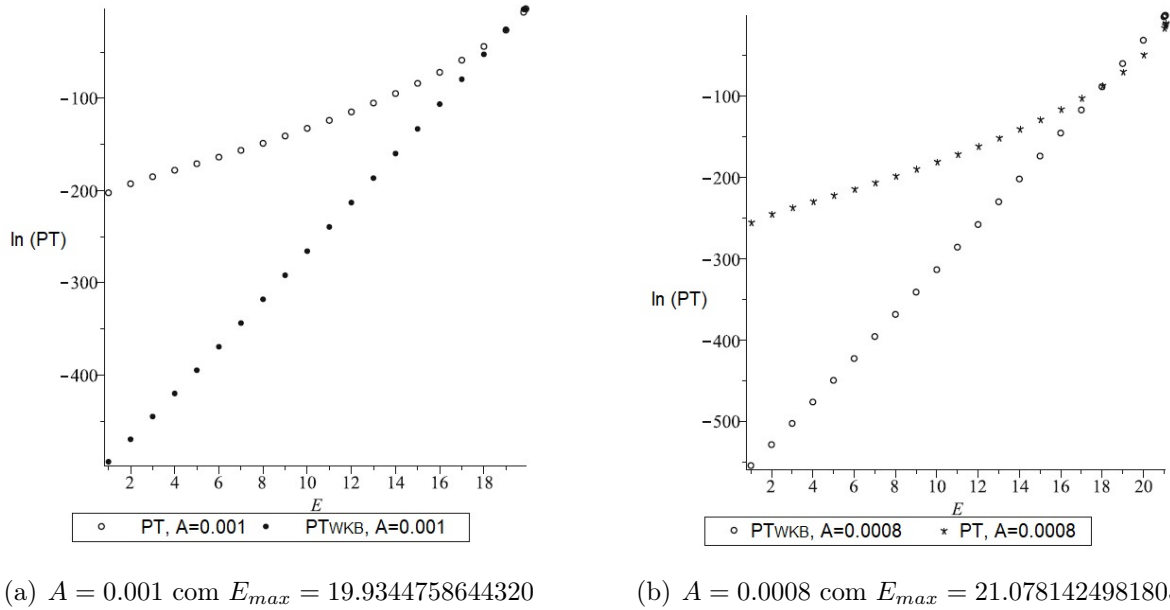 −100
−200
ln (PT)
−300
−400
2 4 6 8 10 12 14 16 18
E
PT, A=0.001 PTWKB, A=0.001
(a) A = 0.001 com E_max = 19.9344758644320
−100
−200
ln (PT)
−300
−400
−500
2 4 6 8 10 12 14 16 18 20
E
PTWKB, A=0.0008 PT, A=0.0008
(b) A = 0.0008 com E_max = 21.078142498180